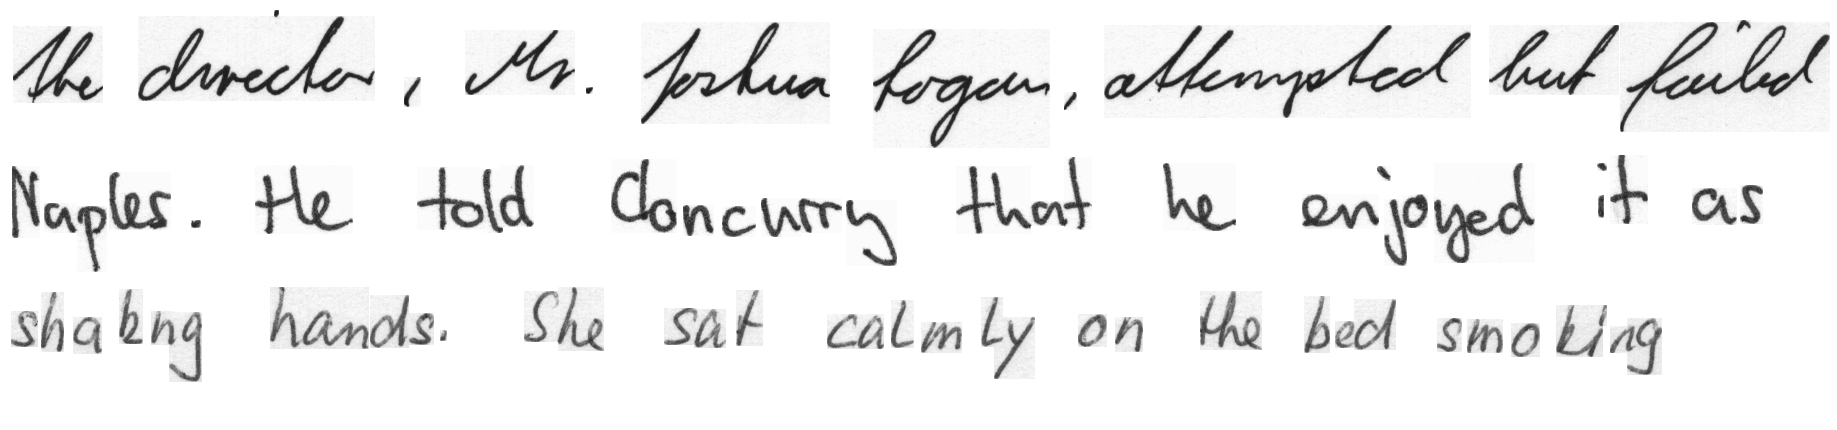 the director, Mr. Joshua Logan, attempted but failed
Naples. He told Doncurry that he enjoyed it as
shakng hands. She sat calmly on the bed smoking